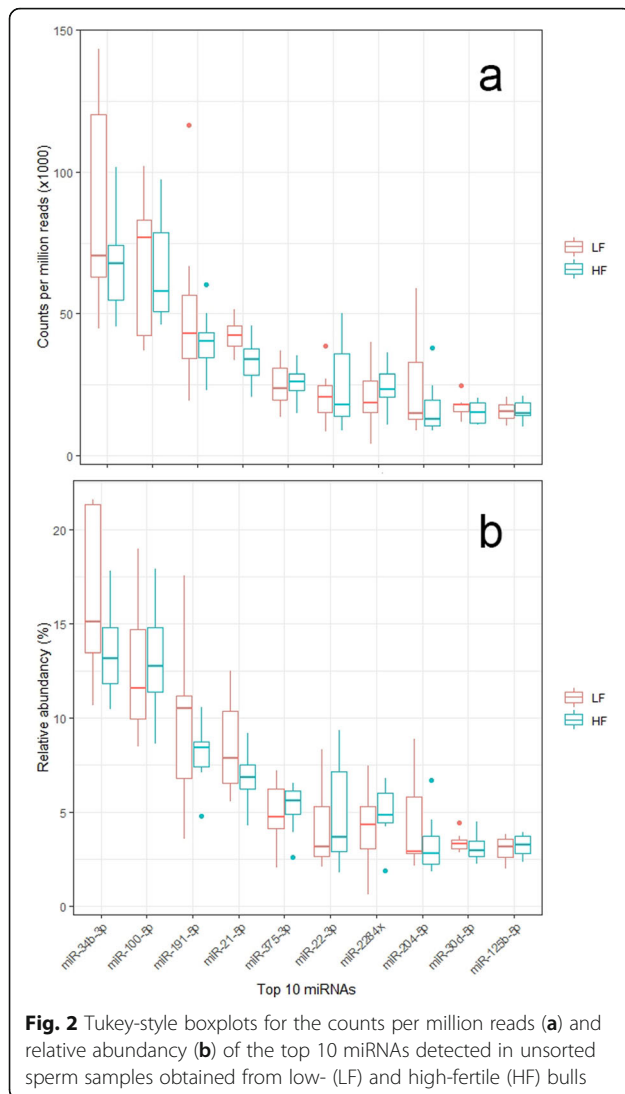 150
100
50
0
Counts per million reads (x1000)
a
LF
HF
20
15
10
5
0
Relative abundancy (%)
b
LF
HF
miR-34b-3p
miR-100-5p
miR-191-5p
miR-21-5p
miR-375-3p
miR-22-3p
miR-2284x
miR-204-5p
miR-30d-5p
miR-125b-5p
Top 10 miRNAs
Fig. 2 Tukey-style boxplots for the counts per million reads (a) and
relative abundancy (b) of the top 10 miRNAs detected in unsorted
sperm samples obtained from low- (LF) and high-fertile (HF) bulls